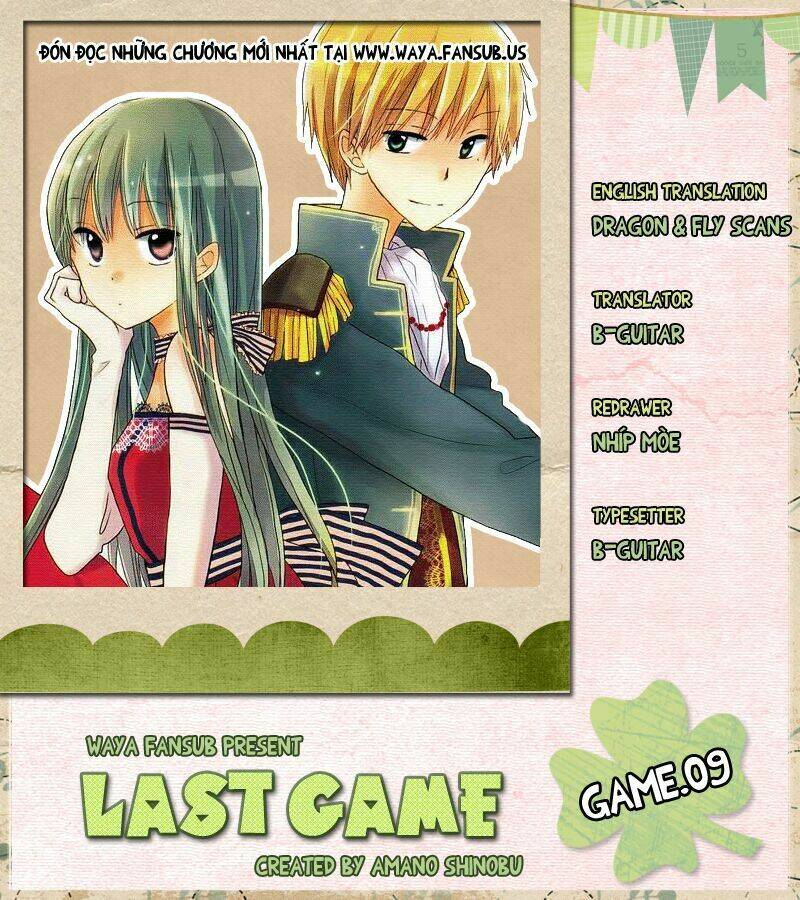 ĐÓN ĐỌC NHỮNG CHƯƠNG MỚI NHẤT TẠI WWW.WAYA.FANSUB.US
5
ENGLISH TRANSLATION
DRAGON & FLY SCANS
TRANSLATOR
B-GUITAR
REDRAWER
NHÍP MÒE
TYPESETTER
B-GUITAR
WAYA FANSUB PRESENT
LAST GAME
GAME.09
CREATED BY AMANO SHINOBU